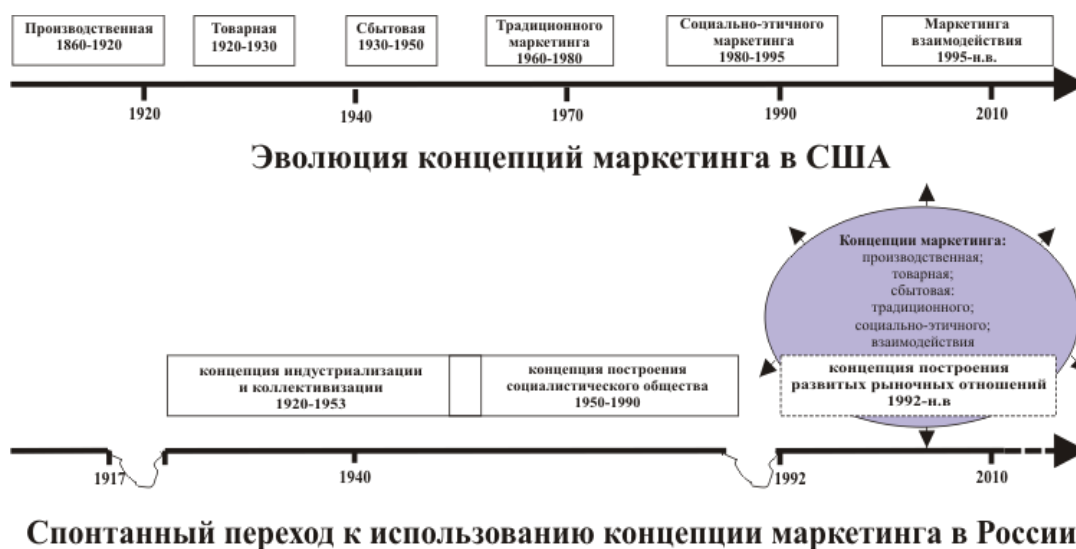 Производственная
1860-1920
Товарная
1920-1930
Сбытовая
1930-1950
Традиционного
маркетинга
1960-1980
Социально-этичного
маркетинга
1980-1995
Маркетинга
взаимодействия
1995-н.в.
1920
1940
1970
1990
2010
Эволюция концепций маркетинга в США
Концепции маркетинга:
производственная;
товарная;
сбытовая:
традиционного;
социально-этичного;
взаимодействия
концепция индустриализации
и коллективизации
1920-1953
концепция построения
социалистического общества
1950-1990
концепция построения
развитых рыночных отношений
1992-н.в
1917
1940
1992
2010
Спонтанный переход к использованию концепции маркетинга в России